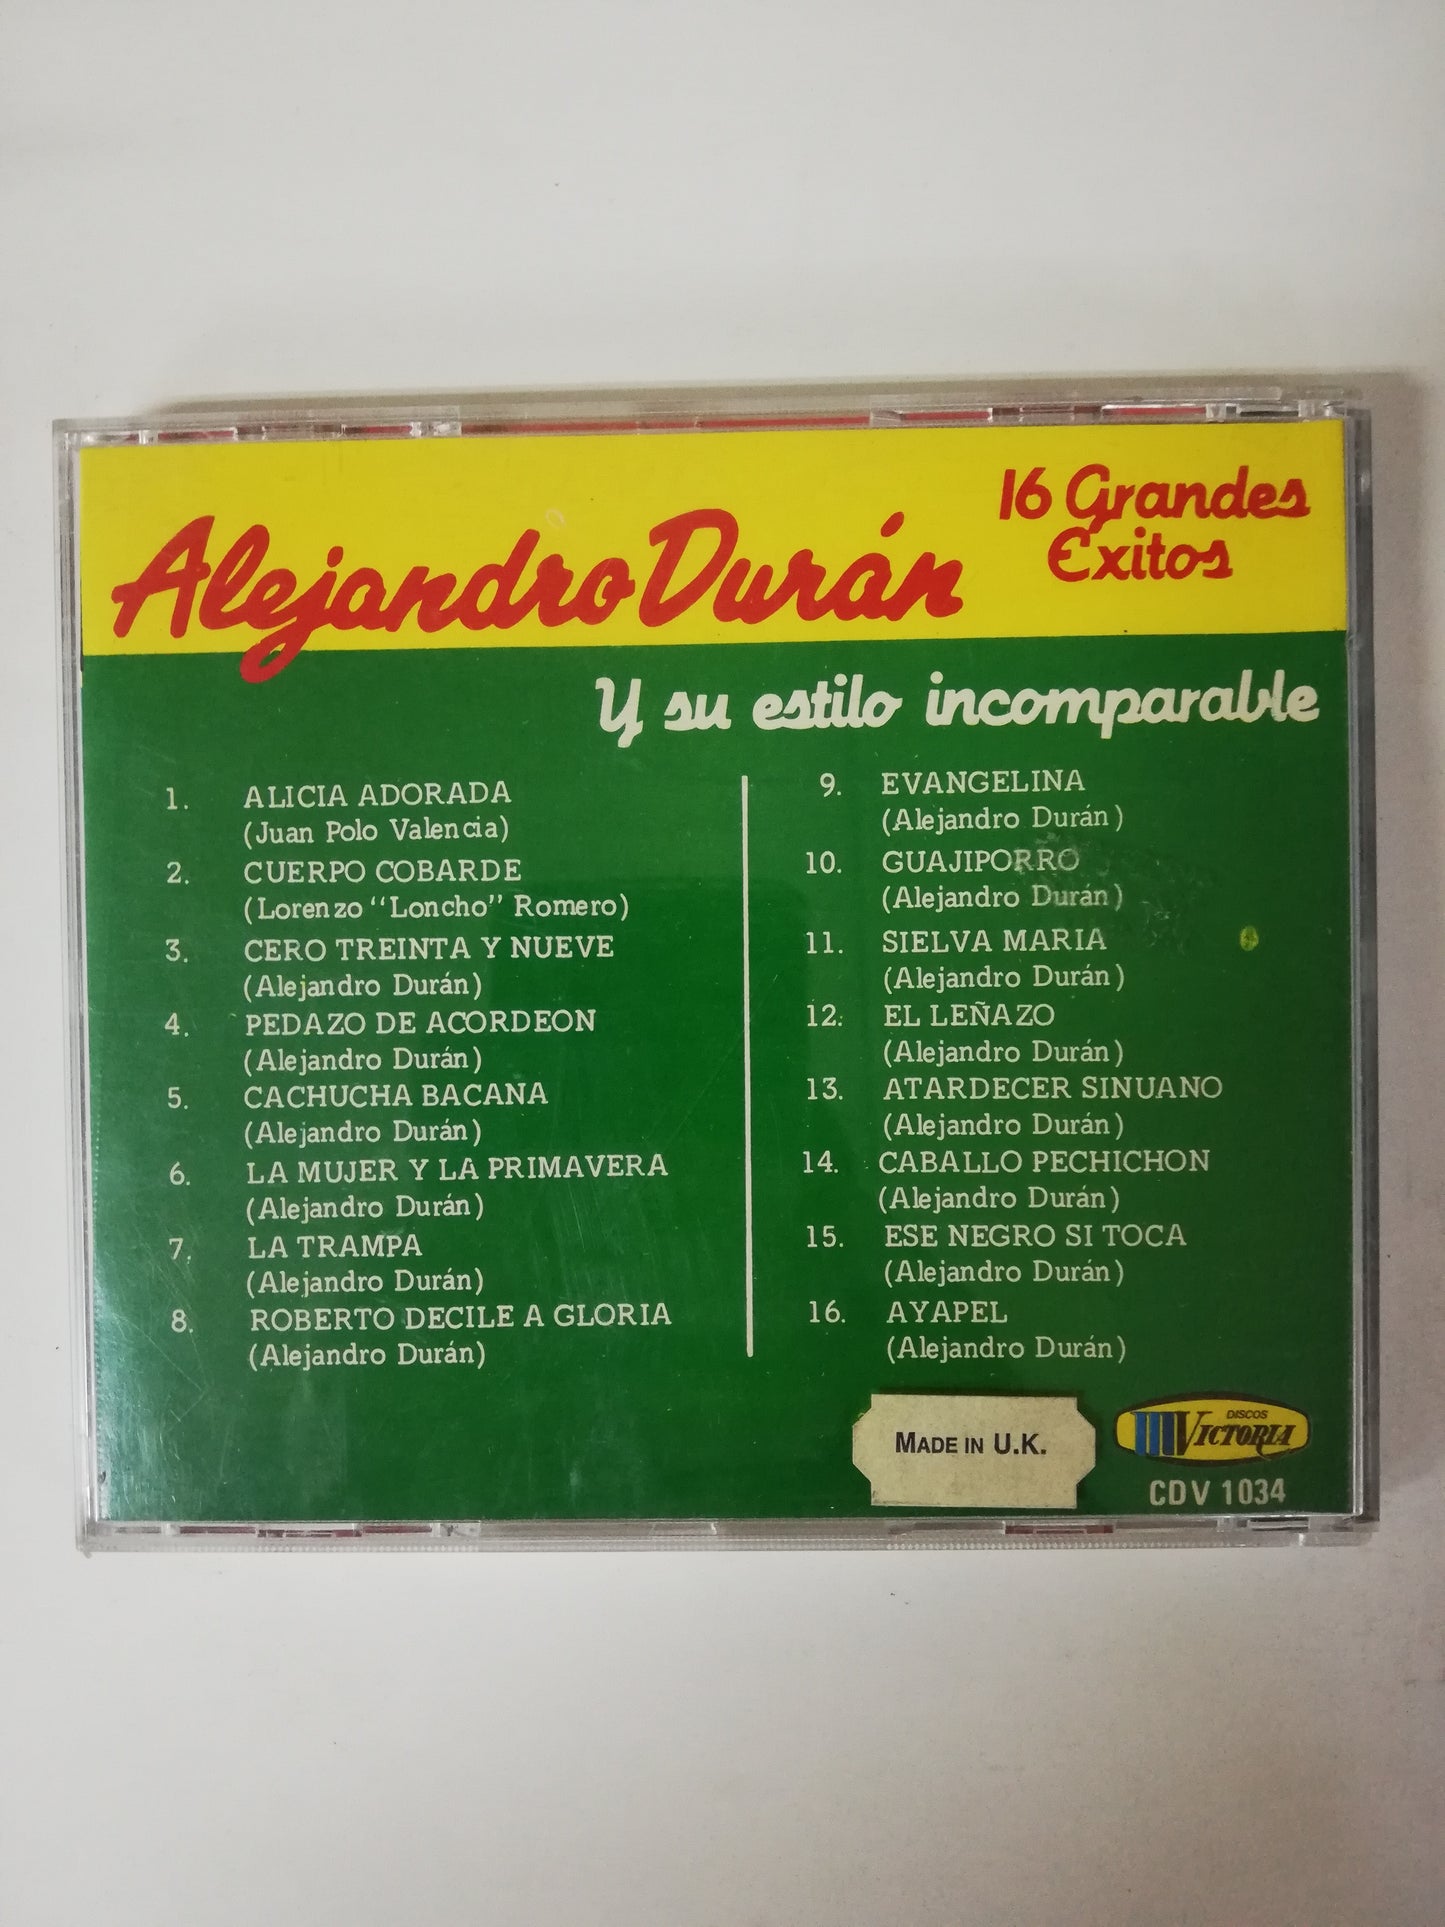 Alejandro Durán
16 Grandes
Exitos
Y su estilo incomparable
1. ALICIA ADORADA
(Juan Polo Valencia)
2. CUERPO COBARDE
(Lorenzo "Loncho" Romero)
3. CERO TREINTA Y NUEVE
(Alejandro Durán)
4. PEDAZO DE ACORDEON
(Alejandro Durán)
5. CACHUCHA BACANA
(Alejandro Durán)
6. LA MUJER Y LA PRIMAVERA
(Alejandro Durán)
7. LA TRAMPA
(Alejandro Durán)
8. ROBERTO DECILE A GLORIA
(Alejandro Durán)
9. EVANGELINA
(Alejandro Durán)
10. GUAJIPORRO
(Alejandro Durán)
11. SIELVA MARIA
(Alejandro Durán)
12. EL LEÑAZO
(Alejandro Durán)
13. ATARDECER SINUANO
(Alejandro Durán)
14. CABALLO PECHICHON
(Alejandro Durán)
15. ESE NEGRO SI TOCA
(Alejandro Durán)
16. AYAPEL
(Alejandro Durán)
MADE IN U.K.
DISCOS
VICTORIA
CDV 1034